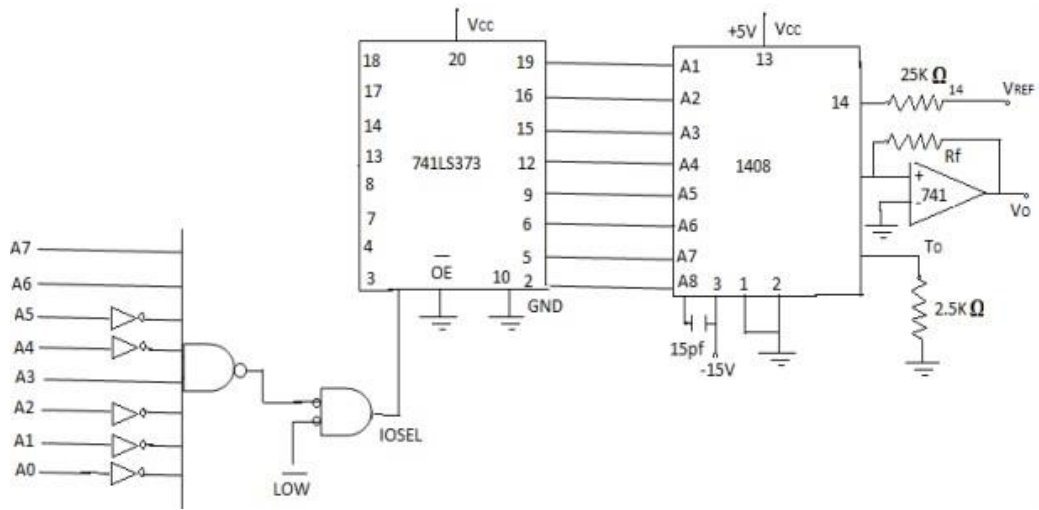 Vcc
+5V Vcc
18 20 19
17 16
14 15
13 741LS373 12
8 9
7 6
4 5
3 OE 10 2
GND
A1
A2
A3
A4
A5
A6
A7
A8
13
14
1408
3 1 2
25K Ω
14
VREF
Rf
+
741
-
Vo
To
2.5K Ω
15pf
-15V
A7
A6
A5
A4
A3
A2
A1
A0
IOSEL
LOW